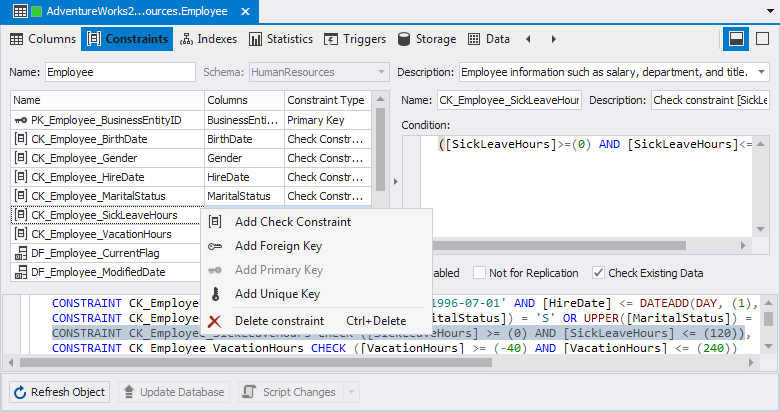 AdventureWorks2...ources.Employee
Columns Constraints Indexes Statistics Triggers Storage Data
Name: Employee Schema: HumanResources Description: Employee information such as salary, department, and title.
Name Columns Constraint Type
PK_Employee_BusinessEntityID BusinessEnti... Primary Key
CK_Employee_BirthDate BirthDate Check Constr...
CK_Employee_Gender Gender Check Constr...
CK_Employee_HireDate HireDate Check Constr...
CK_Employee_MaritalStatus MaritalStatus Check Constr...
CK_Employee_SickLeaveHours
CK_Employee_VacationHours
DF_Employee_CurrentFlag
DF_Employee_ModifiedDate
Name: CK_Employee_SickLeaveHour Description: Check constraint [SickL
Condition:
([SickLeaveHours]>=(0) AND [SickLeaveHours]<=
abled Not for Replication Check Existing Data
Add Check Constraint
Add Foreign Key
Add Primary Key
Add Unique Key
Delete constraint Ctrl+Delete
CONSTRAINT CK_Employee 1996-07-01' AND [HireDate] <= DATEADD(DAY, (1),
CONSTRAINT CK_Employee ritalStatus]) = 'S' OR UPPER([MaritalStatus]) =
CONSTRAINT CK_Employee_SickLeaveHours CHECK ([SickLeaveHours] >= (0) AND [SickLeaveHours] <= (120)),
CONSTRAINT CK_Employee_VacationHours CHECK ([VacationHours] >= (-40) AND [VacationHours] <= (240))
Refresh Object Update Database Script Changes